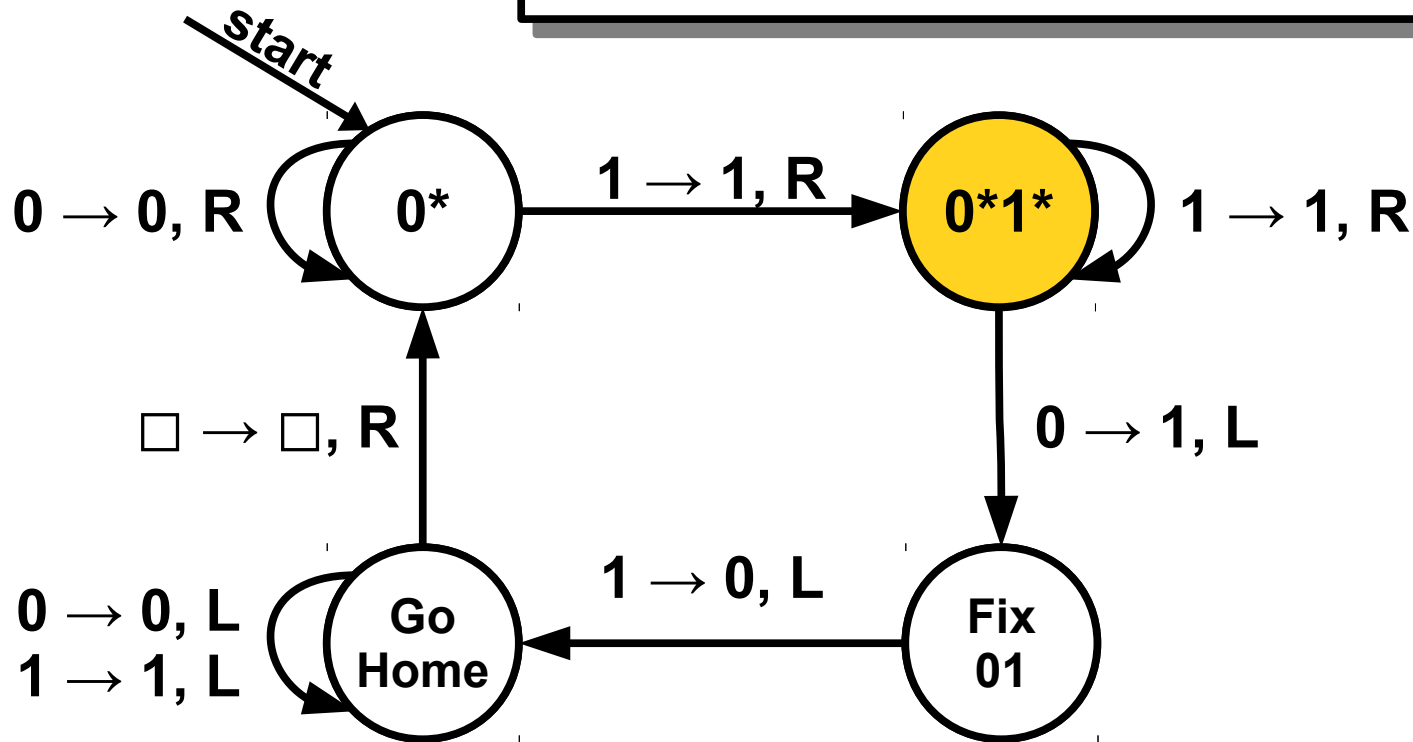 start
0 → 0, R
0*
1 → 1, R
0*1*
1 → 1, R
□ → □, R
0 → 1, L
0 → 0, L
1 → 1, L
Go
Home
1 → 0, L
Fix
01